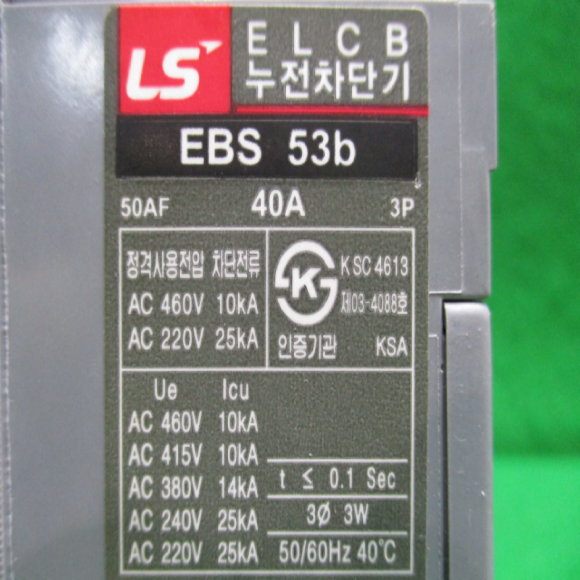 LS
E L C B
누전차단기
EBS 53b
50AF 40A 3P
정격사용전압 차단전류
AC 460V 10kA
AC 220V 25kA
K
K SC 4613
제03-4088호
인증기관 KSA
Ue Icu
AC 460V 10kA
AC 415V 10kA
AC 380V 14kA
AC 240V 25kA
AC 220V 25kA
t ≤ 0.1 Sec
3Ø 3W
50/60Hz 40℃